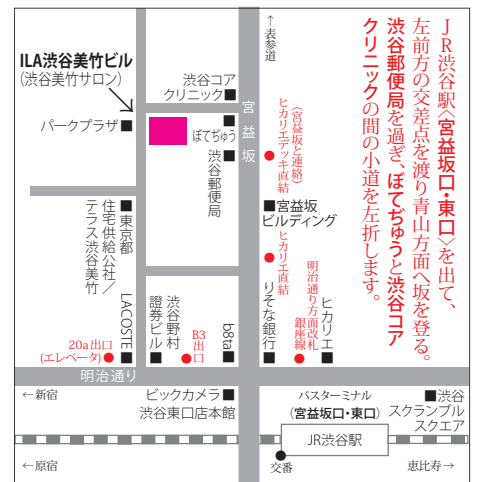 JR渋谷駅〈宮益坂口・東口〉を出て、
左前方の交差点を渡り青山方面へ坂を登る。
渋谷郵便局を過ぎ、ぼてぢゅうと渋谷コア
クリニックの間の小道を左折します。
←表参道
ILA渋谷美竹ビル
(渋谷美竹サロン)
渋谷コア
クリニック■
パークプラザ■
■
ぼてぢゅう
渋谷郵便局■
宮益坂
(宮益坂と連絡)
ヒカリエデッキ直結
●
■宮益坂
ビルディング
●
ヒカリエ直結
■東京都
住宅供給公社/
テラス渋谷美竹
LACOSTE■
20a出口●
(エレベータ)
渋谷野村
證券ビル■
B3出口
●
b8ta■
りそな銀行■
明治通り方面改札
銀座線●
ヒカリエ■
明治通り
←新宿
ビックカメラ■
渋谷東口店本館
バスターミナル
(宮益坂口・東口)
■渋谷
スクランブル
スクエア
JR渋谷駅
←原宿
交番
恵比寿→